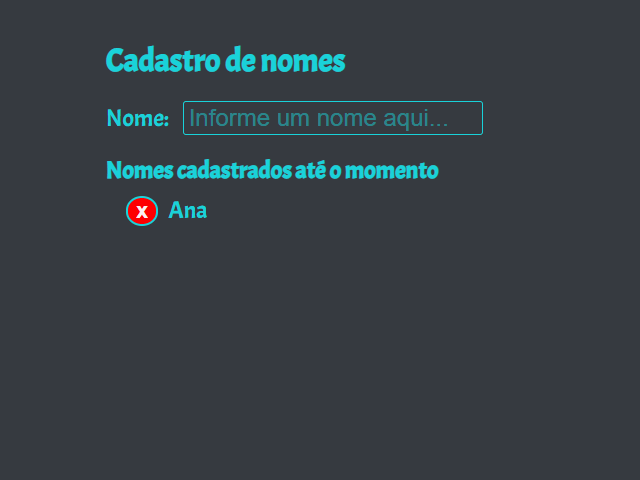 Cadastro de nomes
Nome: Informe um nome aqui...
Nomes cadastrados até o momento
x Ana